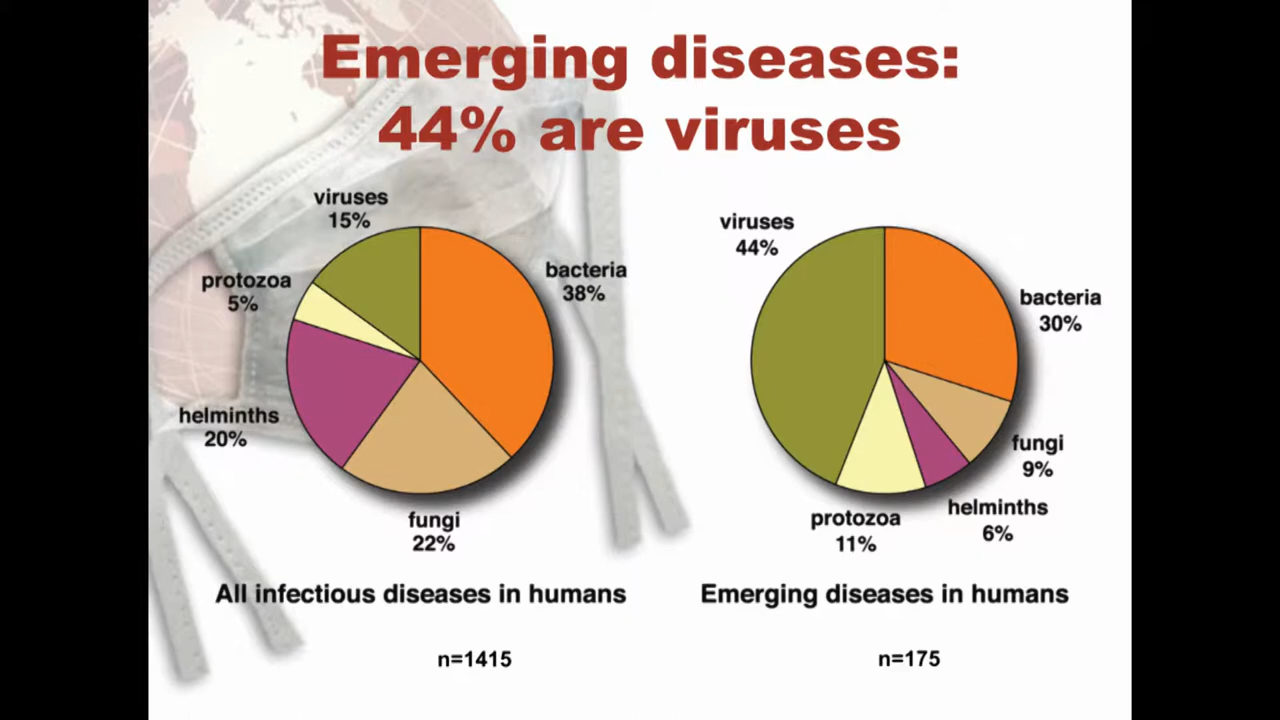 Emerging diseases:
44% are viruses
viruses
15%
protozoa
5%
bacteria
38%
helminths
20%
fungi
22%
All infectious diseases in humans
n=1415
viruses
44%
bacteria
30%
fungi
9%
helminths
6%
protozoa
11%
Emerging diseases in humans
n=175